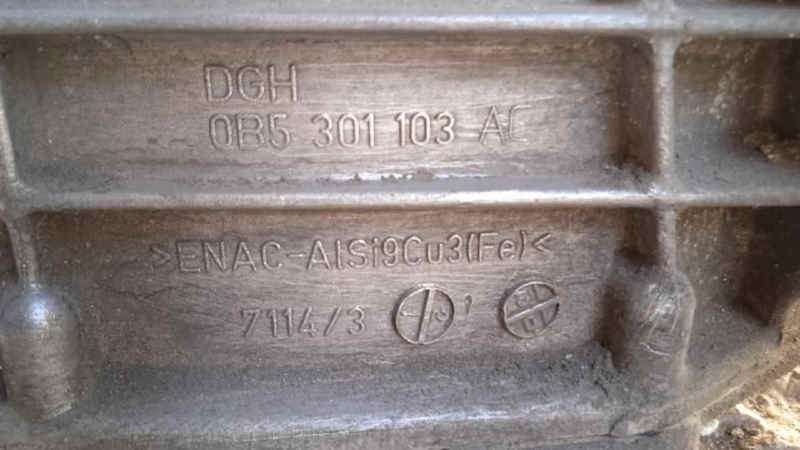 DGH
0B5 301 103 AC
>ENAC-AlSi9Cu3(Fe)<
7114/3